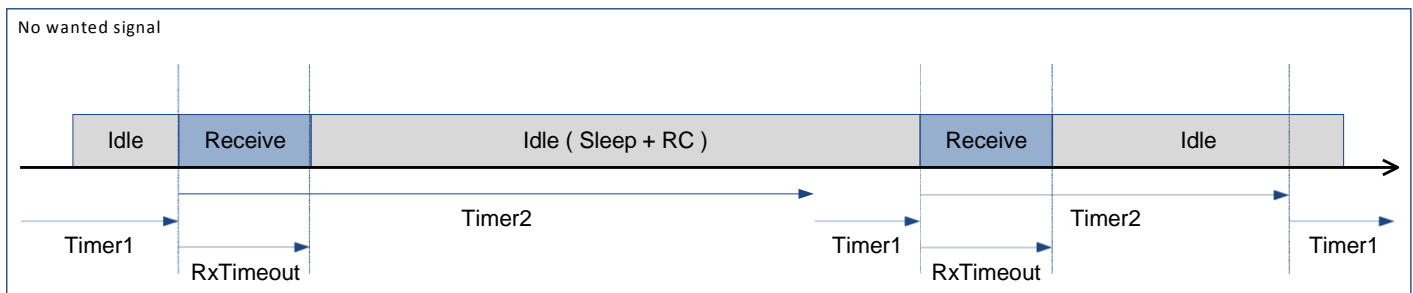 No wanted signal
Idle
Receive
Idle ( Sleep + RC )
Receive
Idle
Timer2
Timer2
Timer1
Timer1
Timer1
RxTimeout
RxTimeout